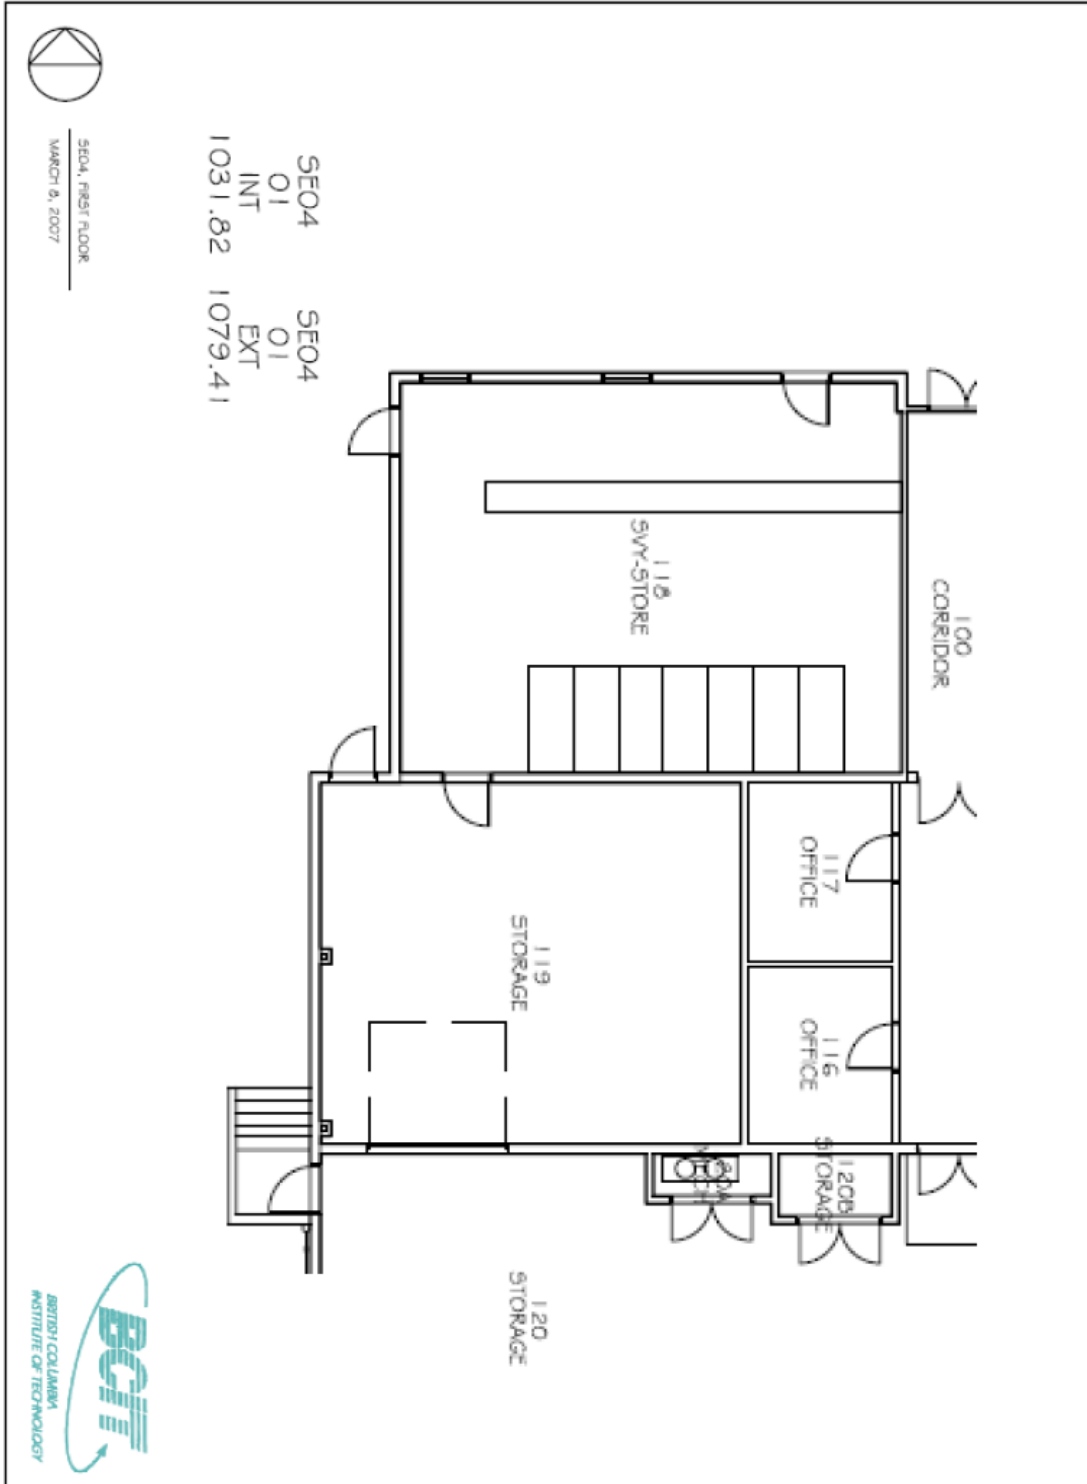 SE04, FIRST FLOOR
MARCH 8, 2007
SE04
01
INT
1031.82
SE04
01
EXT
1079.41
118
SVY-STORE
100
CORRIDOR
117
OFFICE
119
STORAGE
116
OFFICE
120B
STORAGE
120
STORAGE
BCIT
BRITISH COLUMBIA
INSTITUTE OF TECHNOLOGY